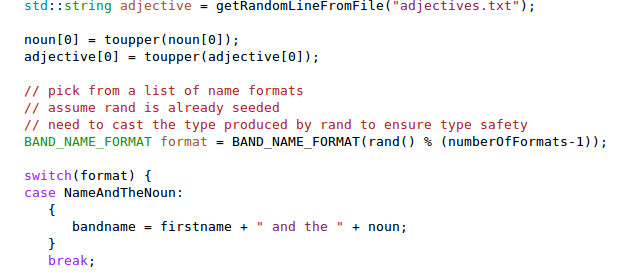 std::string adjective = getRandomLineFromFile("adjectives.txt");
noun[0] = toupper(noun[0]);
adjective[0] = toupper(adjective[0]);
// pick from a list of name formats
// assume rand is already seeded
// need to cast the type produced by rand to ensure type safety
BAND_NAME_FORMAT format = BAND_NAME_FORMAT(rand() % (numberOfFormats-1));
switch(format) {
case NameAndTheNoun:
{
bandname = firstname + " and the " + noun;
}
break;